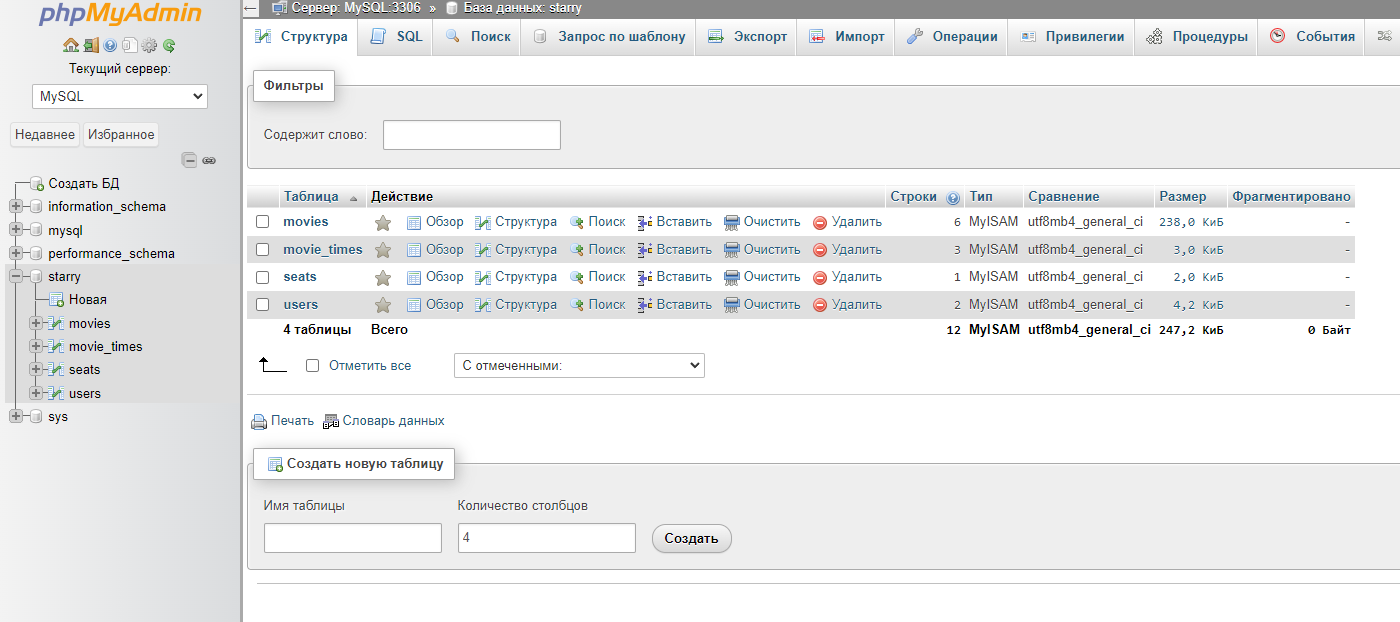 phpMyAdmin
Текущий сервер:
MySQL
Недавнее Избранное
Создать БД
information_schema
mysql
performance_schema
starry
Новая
movies
movie_times
seats
users
sys
Сервер: MySQL:3306 » База данных: starry
Структура SQL Поиск Запрос по шаблону Экспорт Импорт Операции Привилегии Процедуры События
Фильтры
Содержит слово:
Таблица Действие Строки Тип Сравнение Размер Фрагментировано
movies Обзор Структура Поиск Вставить Очистить Удалить 6 MyISAM utf8mb4_general_ci 238,0 КиБ -
movie_times Обзор Структура Поиск Вставить Очистить Удалить 3 MyISAM utf8mb4_general_ci 3,0 КиБ -
seats Обзор Структура Поиск Вставить Очистить Удалить 1 MyISAM utf8mb4_general_ci 2,0 КиБ -
users Обзор Структура Поиск Вставить Очистить Удалить 2 MyISAM utf8mb4_general_ci 4,2 КиБ -
4 таблицы Всего 12 MyISAM utf8mb4_general_ci 247,2 КиБ 0 Байт
Отметить все С отмеченными:
Печать Словарь данных
Создать новую таблицу
Имя таблицы Количество столбцов
4 Создать